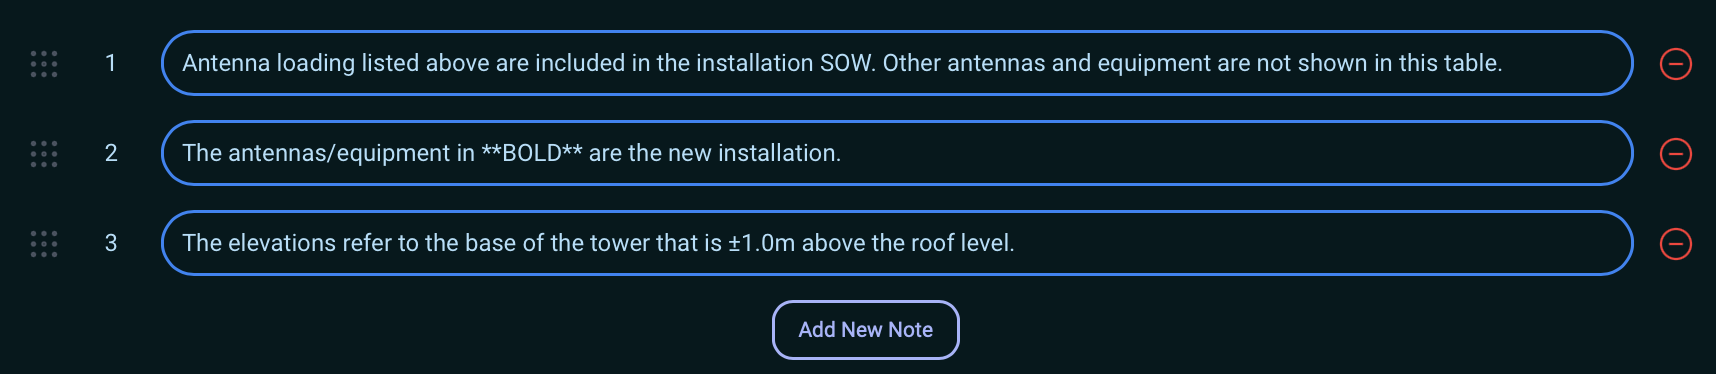 1 Antenna loading listed above are included in the installation SOW. Other antennas and equipment are not shown in this table.
2 The antennas/equipment in **BOLD** are the new installation.
3 The elevations refer to the base of the tower that is ±1.0m above the roof level.
Add New Note